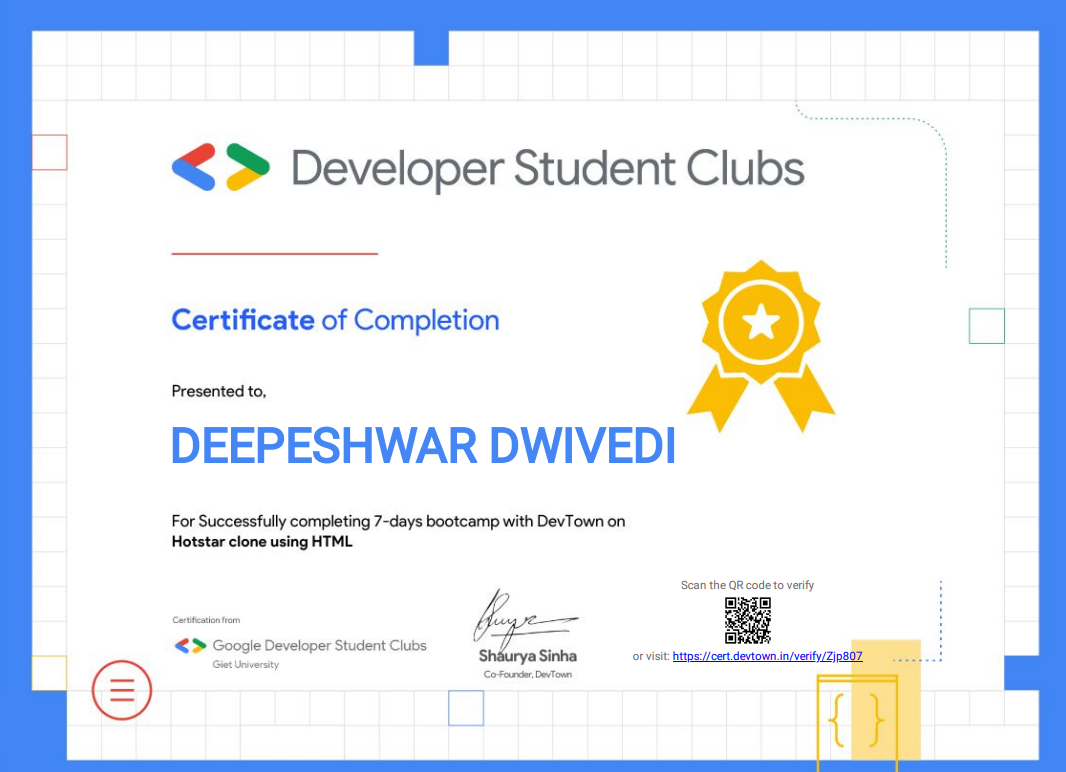 Developer Student Clubs
Certificate of Completion
Presented to,
DEEPESHWAR DWIVEDI
For Successfully completing 7-days bootcamp with DevTown on
Hotstar clone using HTML
Scan the QR code to verify
or visit: https://cert.devtown.in/verify/Zjp807
Certification from
Google Developer Student Clubs
Giet University
Shaurya Sinha
Co-Founder, DevTown
{ }